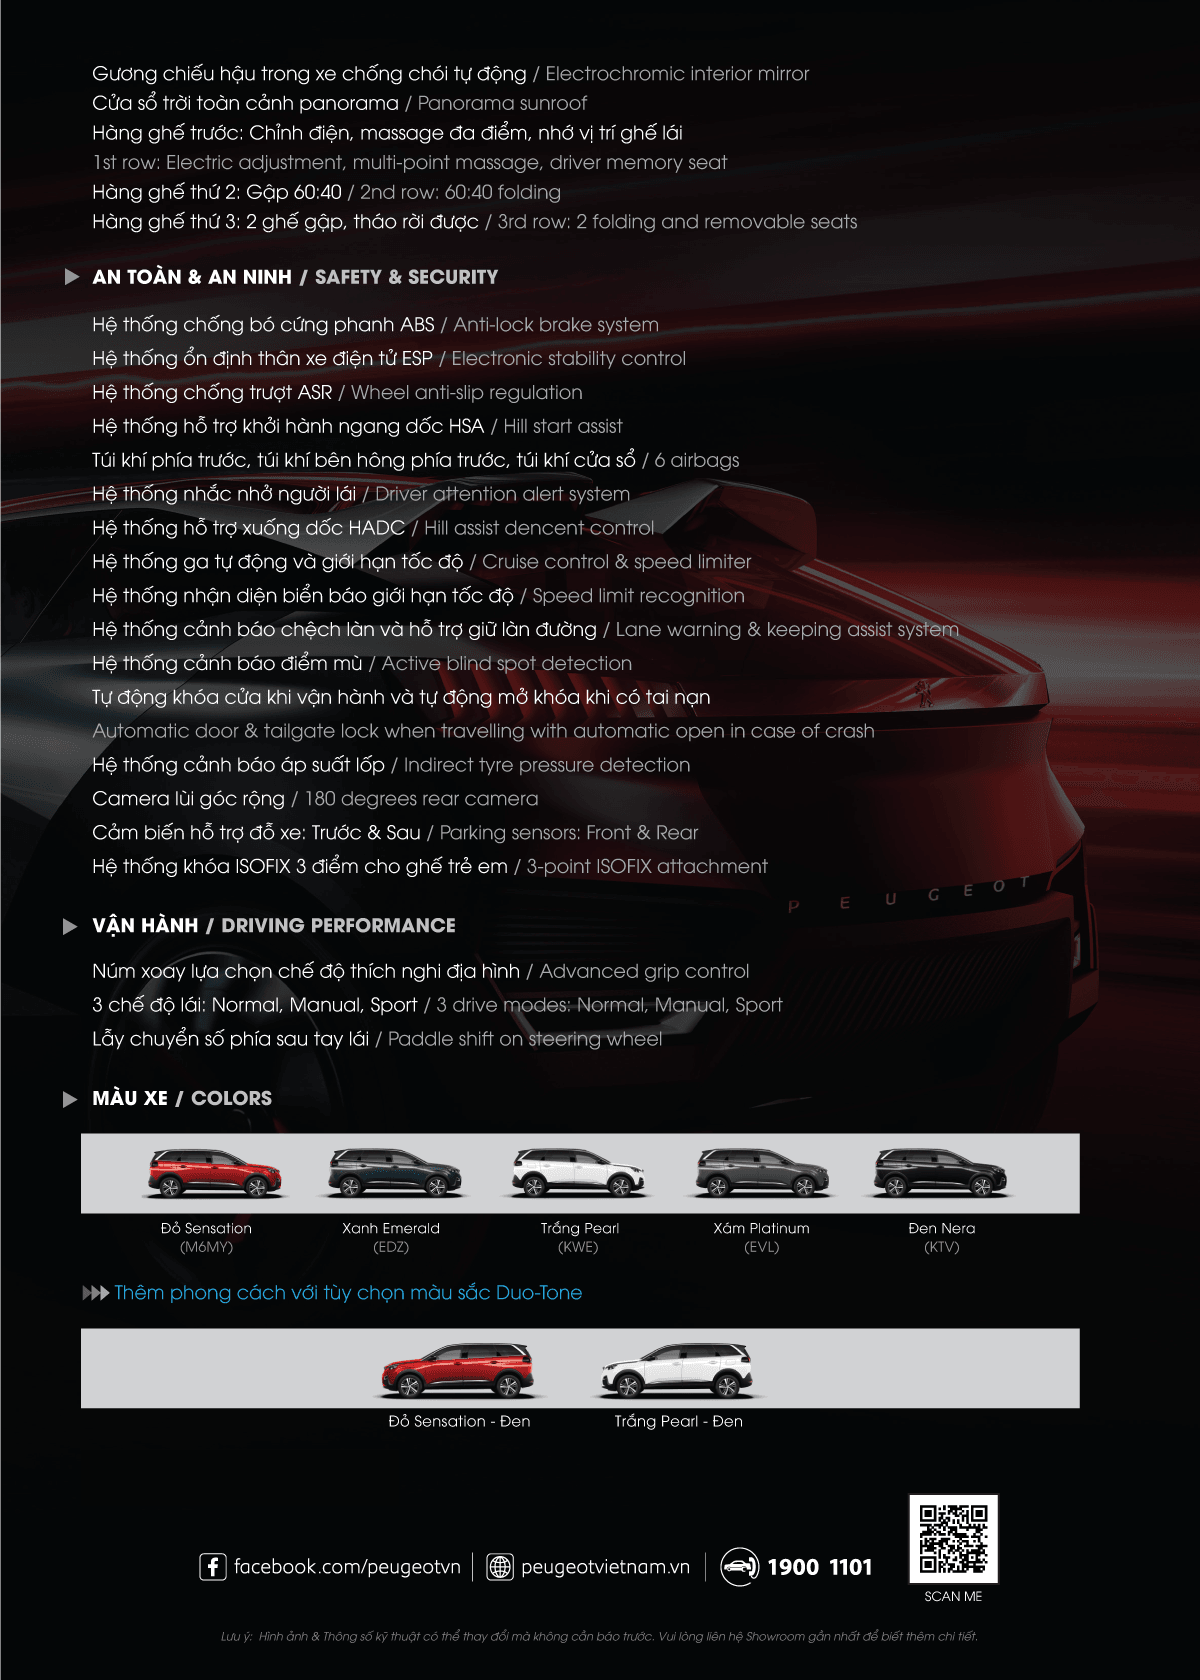 Gương chiếu hậu trong xe chống chói tự động / Electrochromic interior mirror
Cửa sổ trời toàn cảnh panorama / Panorama sunroof
Hàng ghế trước: Chỉnh điện, massage đa điểm, nhớ vị trí ghế lái
1st row: Electric adjustment, multi-point massage, driver memory seat
Hàng ghế thứ 2: Gập 60:40 / 2nd row: 60:40 folding
Hàng ghế thứ 3: 2 ghế gập, tháo rời được / 3rd row: 2 folding and removable seats
AN TOÀN & AN NINH / SAFETY & SECURITY
Hệ thống chống bó cứng phanh ABS / Anti-lock brake system
Hệ thống ổn định thân xe điện tử ESP / Electronic stability control
Hệ thống chống trượt ASR / Wheel anti-slip regulation
Hệ thống hỗ trợ khởi hành ngang dốc HSA / Hill start assist
Túi khí phía trước, túi khí bên hông phía trước, túi khí cửa sổ / 6 airbags
Hệ thống nhắc nhở người lái / Driver attention alert system
Hệ thống hỗ trợ xuống dốc HADC / Hill assist dencent control
Hệ thống ga tự động và giới hạn tốc độ / Cruise control & speed limiter
Hệ thống nhận diện biển báo giới hạn tốc độ / Speed limit recognition
Hệ thống cảnh báo chệch làn và hỗ trợ giữ làn đường / Lane warning & keeping assist system
Hệ thống cảnh báo điểm mù / Active blind spot detection
Tự động khóa cửa khi vận hành và tự động mở khóa khi có tai nạn
Automatic door & tailgate lock when travelling with automatic open in case of crash
Hệ thống cảnh báo áp suất lốp / Indirect tyre pressure detection
Camera lùi góc rộng / 180 degrees rear camera
Cảm biến hỗ trợ đỗ xe: Trước & Sau / Parking sensors: Front & Rear
Hệ thống khóa ISOFIX 3 điểm cho ghế trẻ em / 3-point ISOFIX attachment
PEUGEOT
VẬN HÀNH / DRIVING PERFORMANCE
Núm xoay lựa chọn chế độ thích nghi địa hình / Advanced grip control
3 chế độ lái: Normal, Manual, Sport / 3 drive modes: Normal, Manual, Sport
Lẫy chuyển số phía sau tay lái / Paddle shift on steering wheel
MÀU XE / COLORS
Đỏ Sensation Xanh Emerald Trắng Pearl Xám Platinum Đen Nera
(M6MY) (EDZ) (KWE) (EVL) (KTV)
Thêm phong cách với tùy chọn màu sắc Duo-Tone
Đỏ Sensation - Đen Trắng Pearl - Đen
facebook.com/peugeotvn | peugeotvietnam.vn | 1900 1101
SCAN ME
Lưu ý: Hình ảnh & Thông số kỹ thuật có thể thay đổi mà không cần báo trước. Vui lòng liên hệ Showroom gần nhất để biết thêm chi tiết.